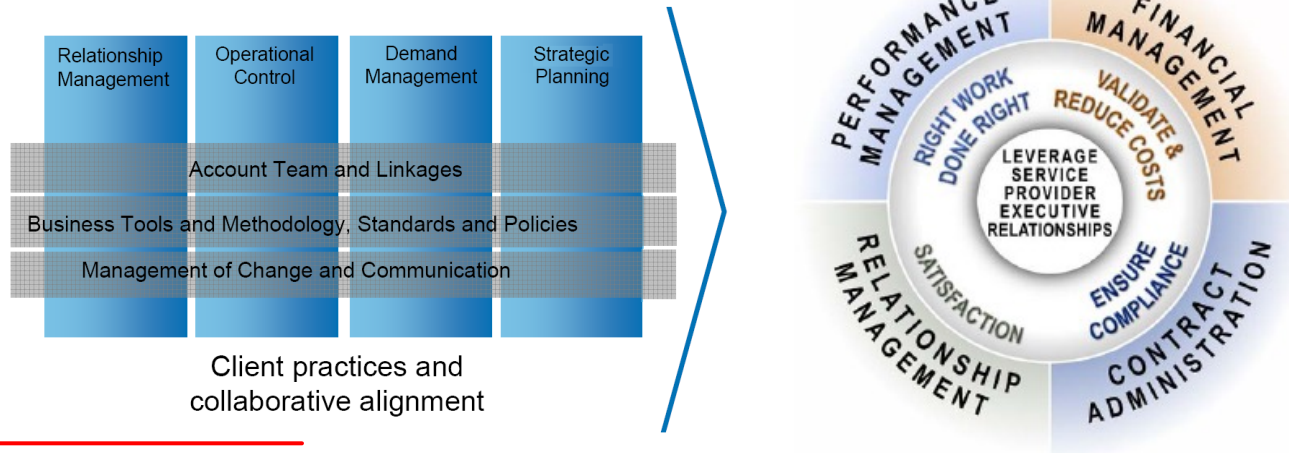 Relationship
Management
Operational
Control
Demand
Management
Strategic
Planning
Account Team and Linkages
Business Tools and Methodology, Standards and Policies
Management of Change and Communication
Client practices and
collaborative alignment
PERFORMANCE
MANAGEMENT
FINANCIAL
MANAGEMENT
RIGHT WORK
DONE RIGHT
VALIDATE &
REDUCE COSTS
LEVERAGE
SERVICE
PROVIDER
EXECUTIVE
RELATIONSHIPS
SATISFACTION
ENSURE
COMPLIANCE
RELATIONSHIP
MANAGEMENT
CONTRACT
ADMINISTRATION